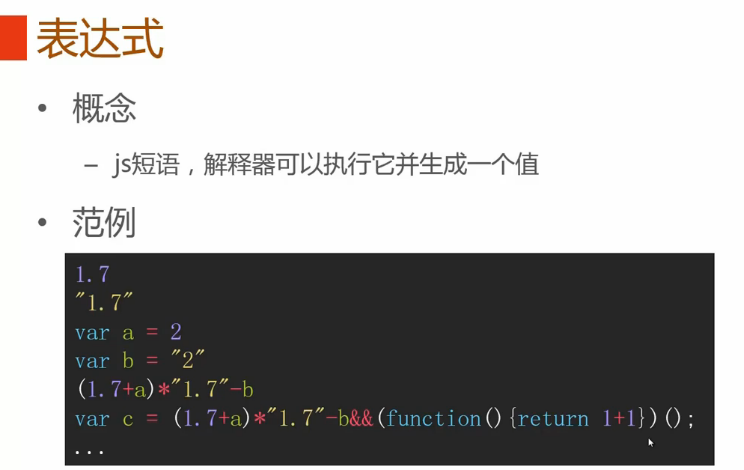 表达式
• 概念
– js短语，解释器可以执行它并生成一个值
• 范例
1.7
"1.7"
var a = 2
var b = "2"
(1.7+a)*"1.7"-b
var c = (1.7+a)*"1.7"-b&&(function(){return 1+1})();
...